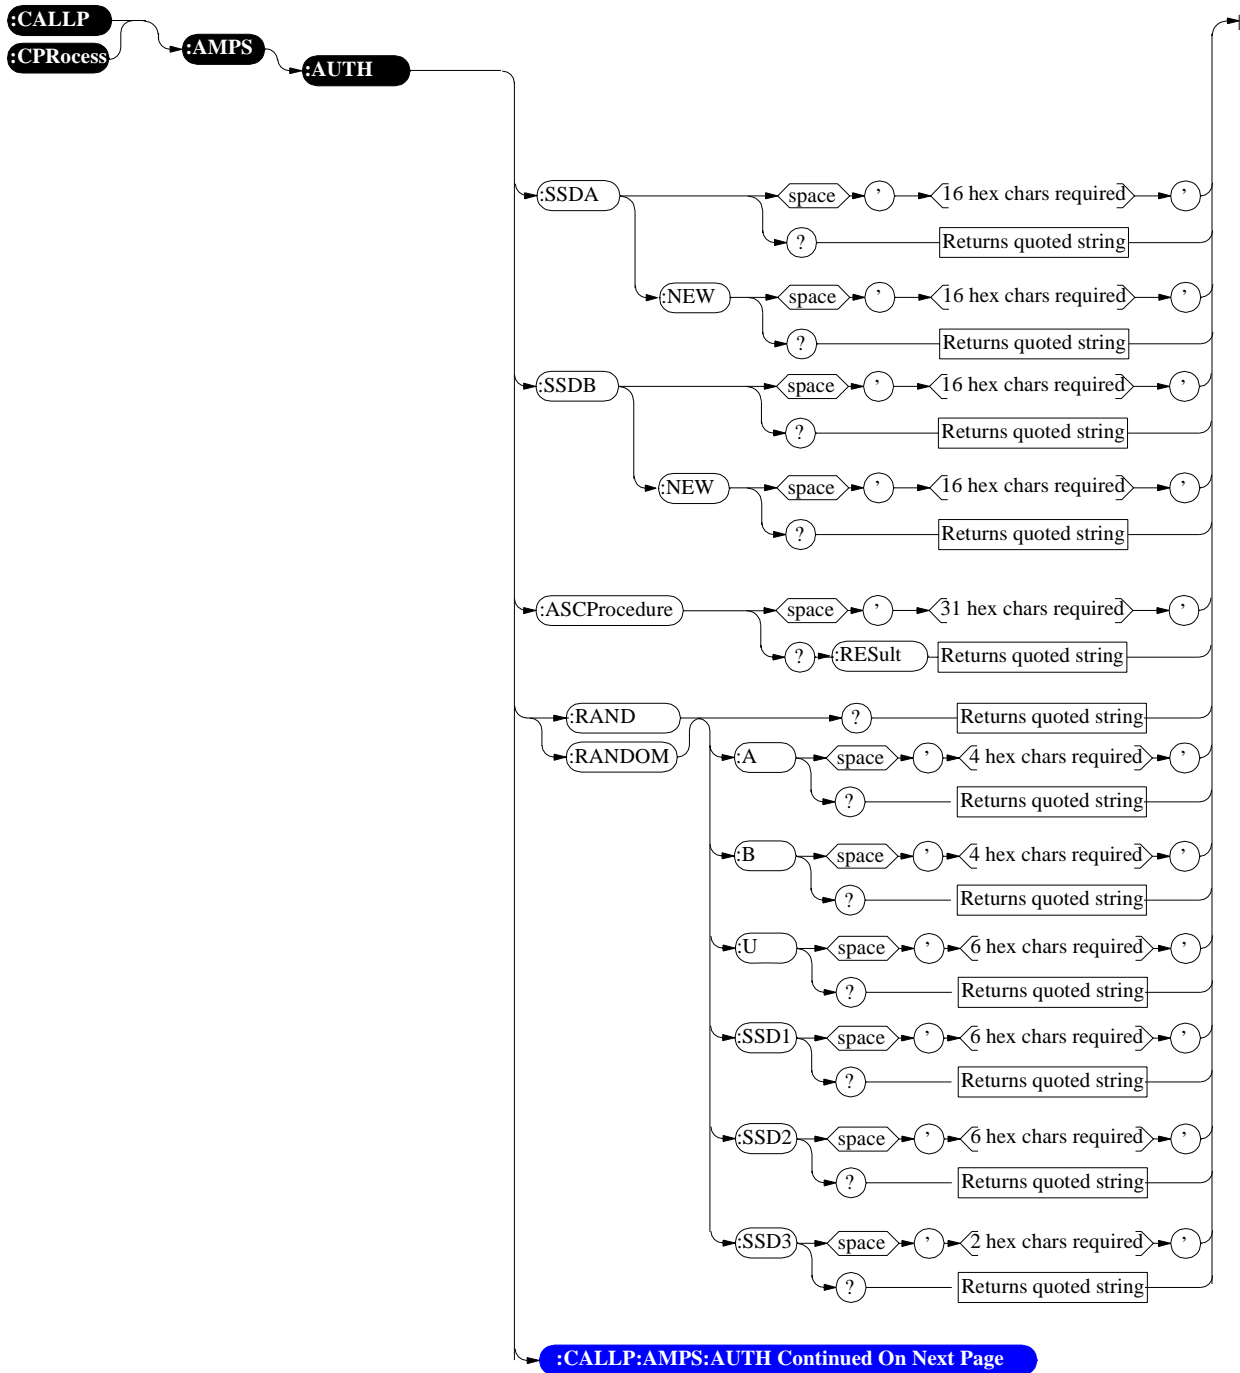 :CALLP
:CPRocess
:AMPS
:AUTH
:SSDA space ’ 16 hex chars required ’
? Returns quoted string
:NEW space ’ 16 hex chars required ’
? Returns quoted string
:SSDB space ’ 16 hex chars required ’
? Returns quoted string
:NEW space ’ 16 hex chars required ’
? Returns quoted string
:ASCProcedure space ’ 31 hex chars required ’
? :RESult Returns quoted string
:RAND ? Returns quoted string
:RANDOM :A space ’ 4 hex chars required ’
? Returns quoted string
:B space ’ 4 hex chars required ’
? Returns quoted string
:U space ’ 6 hex chars required ’
? Returns quoted string
:SSD1 space ’ 6 hex chars required ’
? Returns quoted string
:SSD2 space ’ 6 hex chars required ’
? Returns quoted string
:SSD3 space ’ 2 hex chars required ’
? Returns quoted string
:CALLP:AMPS:AUTH Continued On Next Page